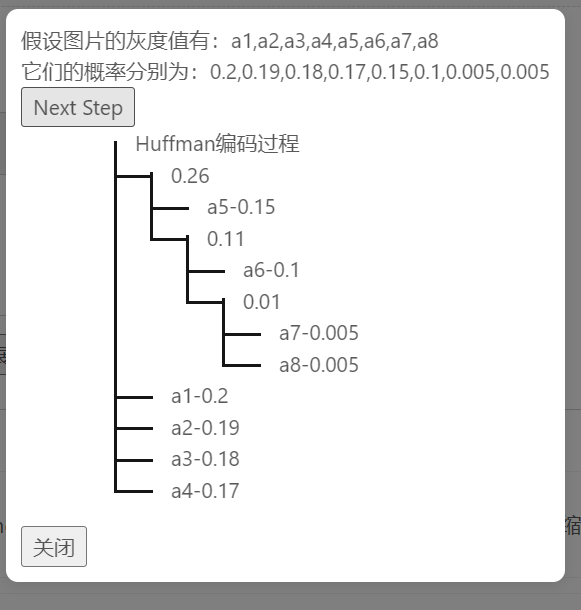 假设图片的灰度值有：a1,a2,a3,a4,a5,a6,a7,a8
它们的概率分别为：0.2,0.19,0.18,0.17,0.15,0.1,0.005,0.005
Next Step
Huffman编码过程
0.26
a5-0.15
0.11
a6-0.1
0.01
a7-0.005
a8-0.005
a1-0.2
a2-0.19
a3-0.18
a4-0.17
缩
关闭